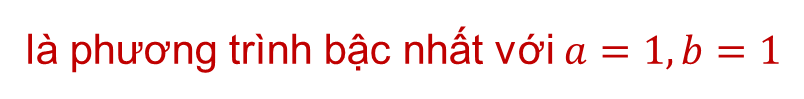 là phương trình bậc nhất với a = 1, b = 1